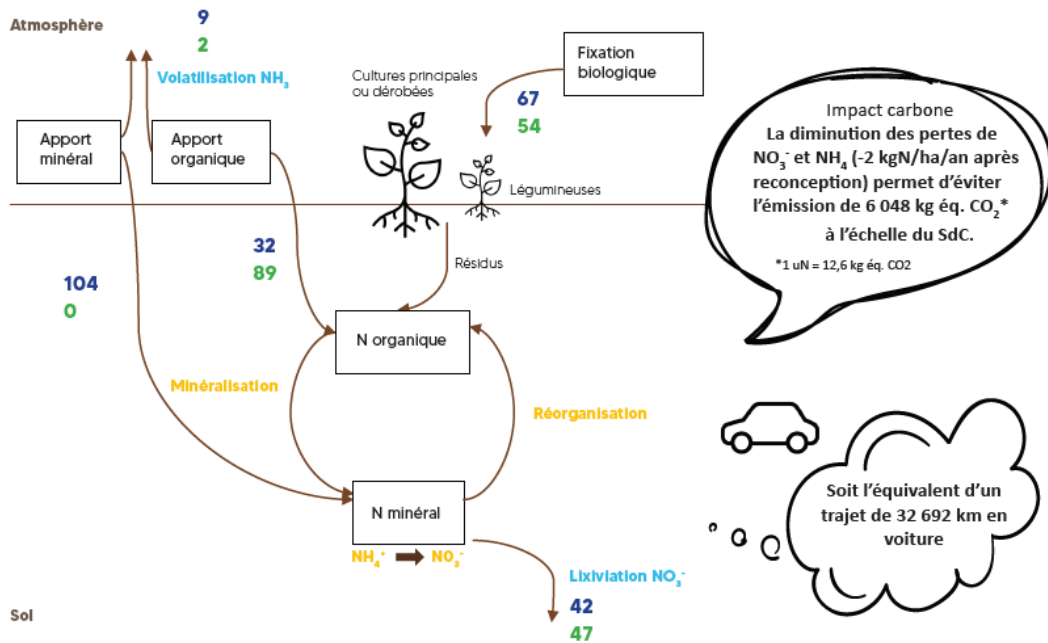 Atmosphère
9
2
Volatilisation NH₃
Apport
minéral
Apport
organique
Cultures principales
ou dérobées
Fixation
biologique
67
54
Légumineuses
32
89
104
0
Résidus
N organique
Minéralisation
Réorganisation
N minéral
NH₄⁺ NO₃⁻
Lixiviation NO₃⁻
42
47
Sol
Impact carbone
La diminution des pertes de
NO₃⁻ et NH₄ (-2 kgN/ha/an après
reconception) permet d’éviter
l’émission de 6 048 kg éq. CO₂*
à l’échelle du SdC.
*1 uN = 12,6 kg éq. CO2
Soit l’équivalent d’un
trajet de 32 692 km en
voiture